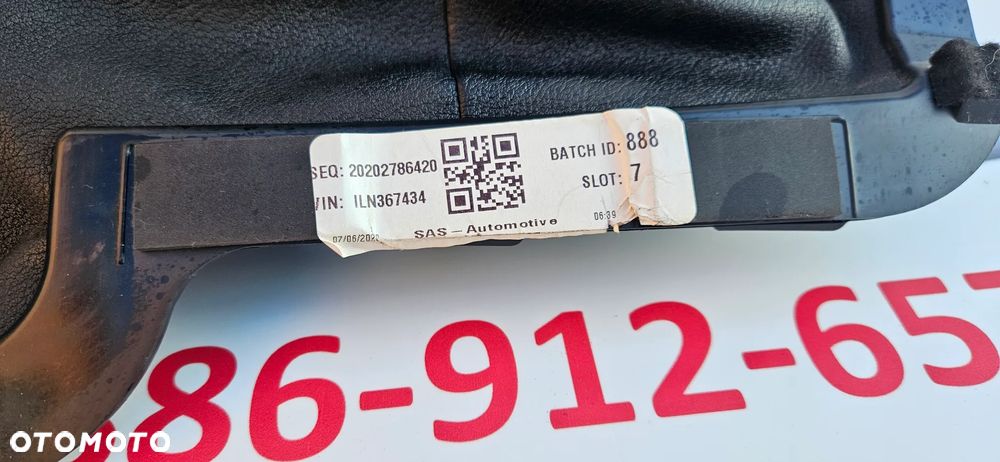 SEQ: 20202786420
VIN: ILN367434
BATCH ID: 888
SLOT: 7
07/06/2020
SAS - Automotive
06:39
86-912-65
OTOMOTO